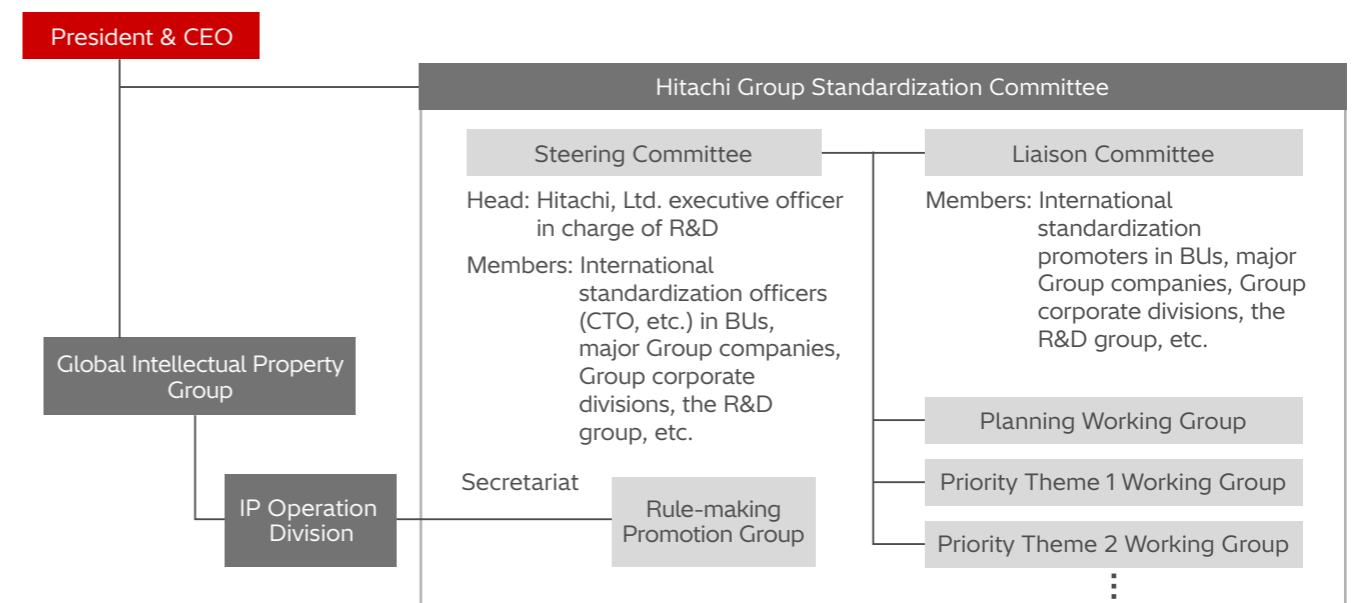 President & CEO
Hitachi Group Standardization Committee
Steering Committee
Head: Hitachi, Ltd. executive officer
in charge of R&D
Members: International
standardization officers
(CTO, etc.) in BUs,
major Group companies,
Group corporate
divisions, the R&D
group, etc.
Liaison Committee
Members: International
standardization
promoters in BUs, major
Group companies, Group
corporate divisions, the
R&D group, etc.
Global Intellectual Property
Group
Planning Working Group
Priority Theme 1 Working Group
Priority Theme 2 Working Group
IP Operation
Division
Secretariat
Rule-making
Promotion Group